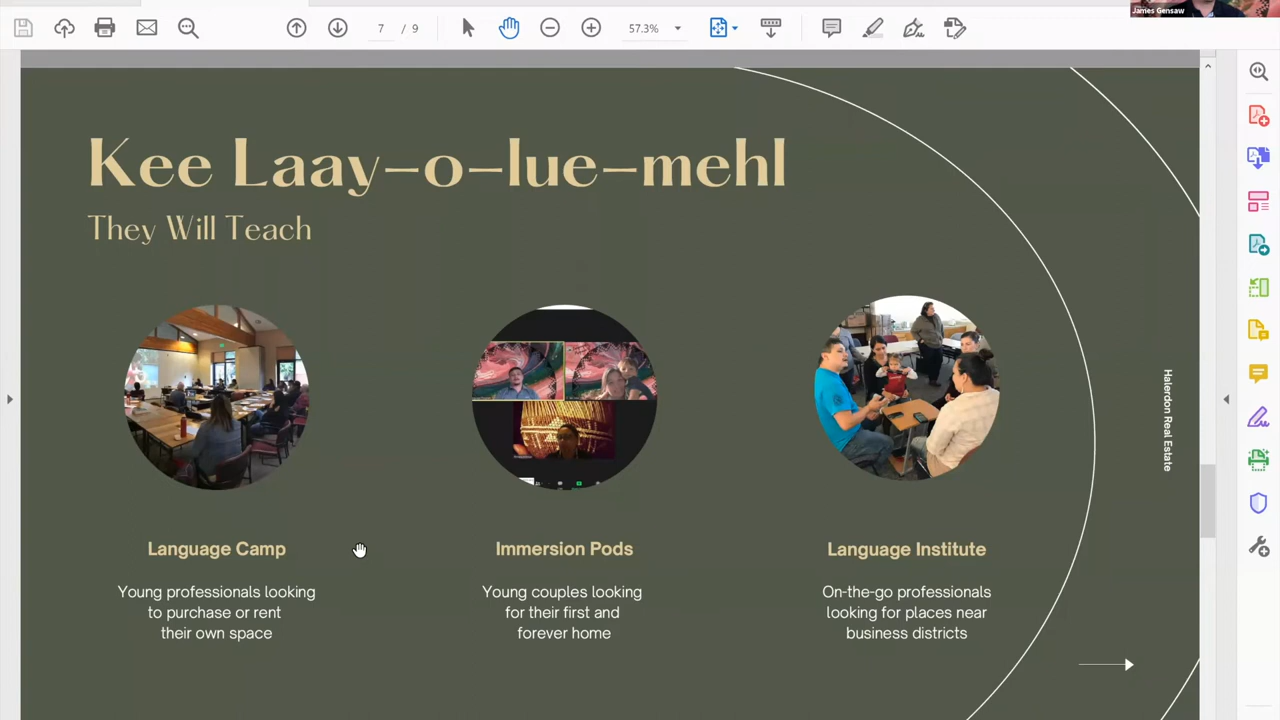 James Gensaw
7 / 9
57.3%
Kee Laay-o-lue-mehl
They Will Teach
Halerdon Real Estate
Language Camp
Immersion Pods
Language Institute
Young professionals looking
to purchase or rent
their own space
Young couples looking
for their first and
forever home
On-the-go professionals
looking for places near
business districts